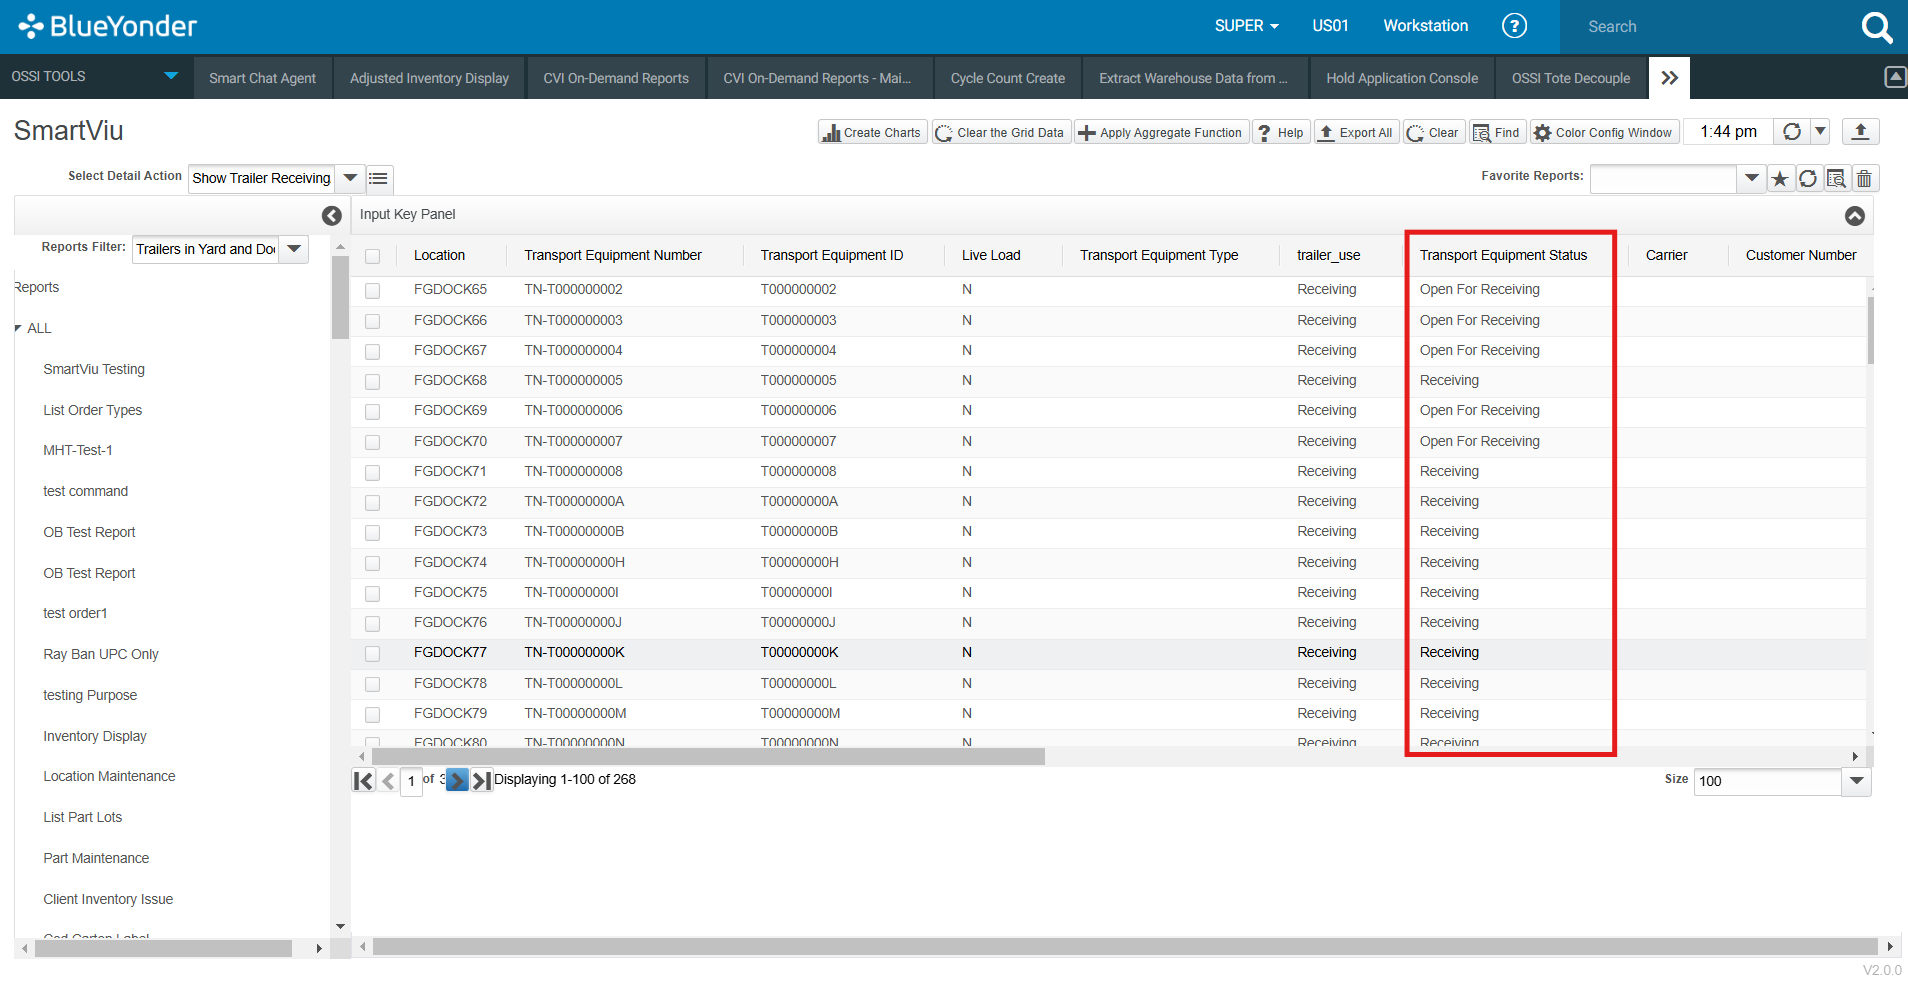 BlueYonder SUPER US01 Workstation ? Search
OSSI TOOLS Smart Chat Agent Adjusted Inventory Display CVI On-Demand Reports CVI On-Demand Reports - Mai... Cycle Count Create Extract Warehouse Data from ... Hold Application Console OSSI Tote Decouple
SmartViu Create Charts Clear the Grid Data Apply Aggregate Function ? Help Export All Clear Find Color Config Window 1:44 pm
Select Detail Action Show Trailer Receiving Favorite Reports:
Input Key Panel
Reports Filter: Trailers in Yard and Doc
Reports
ALL
SmartViu Testing
List Order Types
MHT-Test-1
test command
OB Test Report
OB Test Report
test order1
Ray Ban UPC Only
testing Purpose
Inventory Display
Location Maintenance
List Part Lots
Part Maintenance
Client Inventory Issue
Location Transport Equipment Number Transport Equipment ID Live Load Transport Equipment Type trailer_use Transport Equipment Status Carrier Customer Number
FGDOCK65 TN-T000000002 T000000002 N Receiving Open For Receiving
FGDOCK66 TN-T000000003 T000000003 N Receiving Open For Receiving
FGDOCK67 TN-T000000004 T000000004 N Receiving Open For Receiving
FGDOCK68 TN-T000000005 T000000005 N Receiving Receiving
FGDOCK69 TN-T000000006 T000000006 N Receiving Open For Receiving
FGDOCK70 TN-T000000007 T000000007 N Receiving Open For Receiving
FGDOCK71 TN-T000000008 T000000008 N Receiving Receiving
FGDOCK72 TN-T00000000A T00000000A N Receiving Receiving
FGDOCK73 TN-T00000000B T00000000B N Receiving Receiving
FGDOCK74 TN-T00000000H T00000000H N Receiving Receiving
FGDOCK75 TN-T00000000I T00000000I N Receiving Receiving
FGDOCK76 TN-T00000000J T00000000J N Receiving Receiving
FGDOCK77 TN-T00000000K T00000000K N Receiving Receiving
FGDOCK78 TN-T00000000L T00000000L N Receiving Receiving
FGDOCK79 TN-T00000000M T00000000M N Receiving Receiving
FGDOCK80 TN-T00000000N T00000000N N Receiving Receiving
1 of 3 Displaying 1-100 of 268 Size 100
V2.0.0